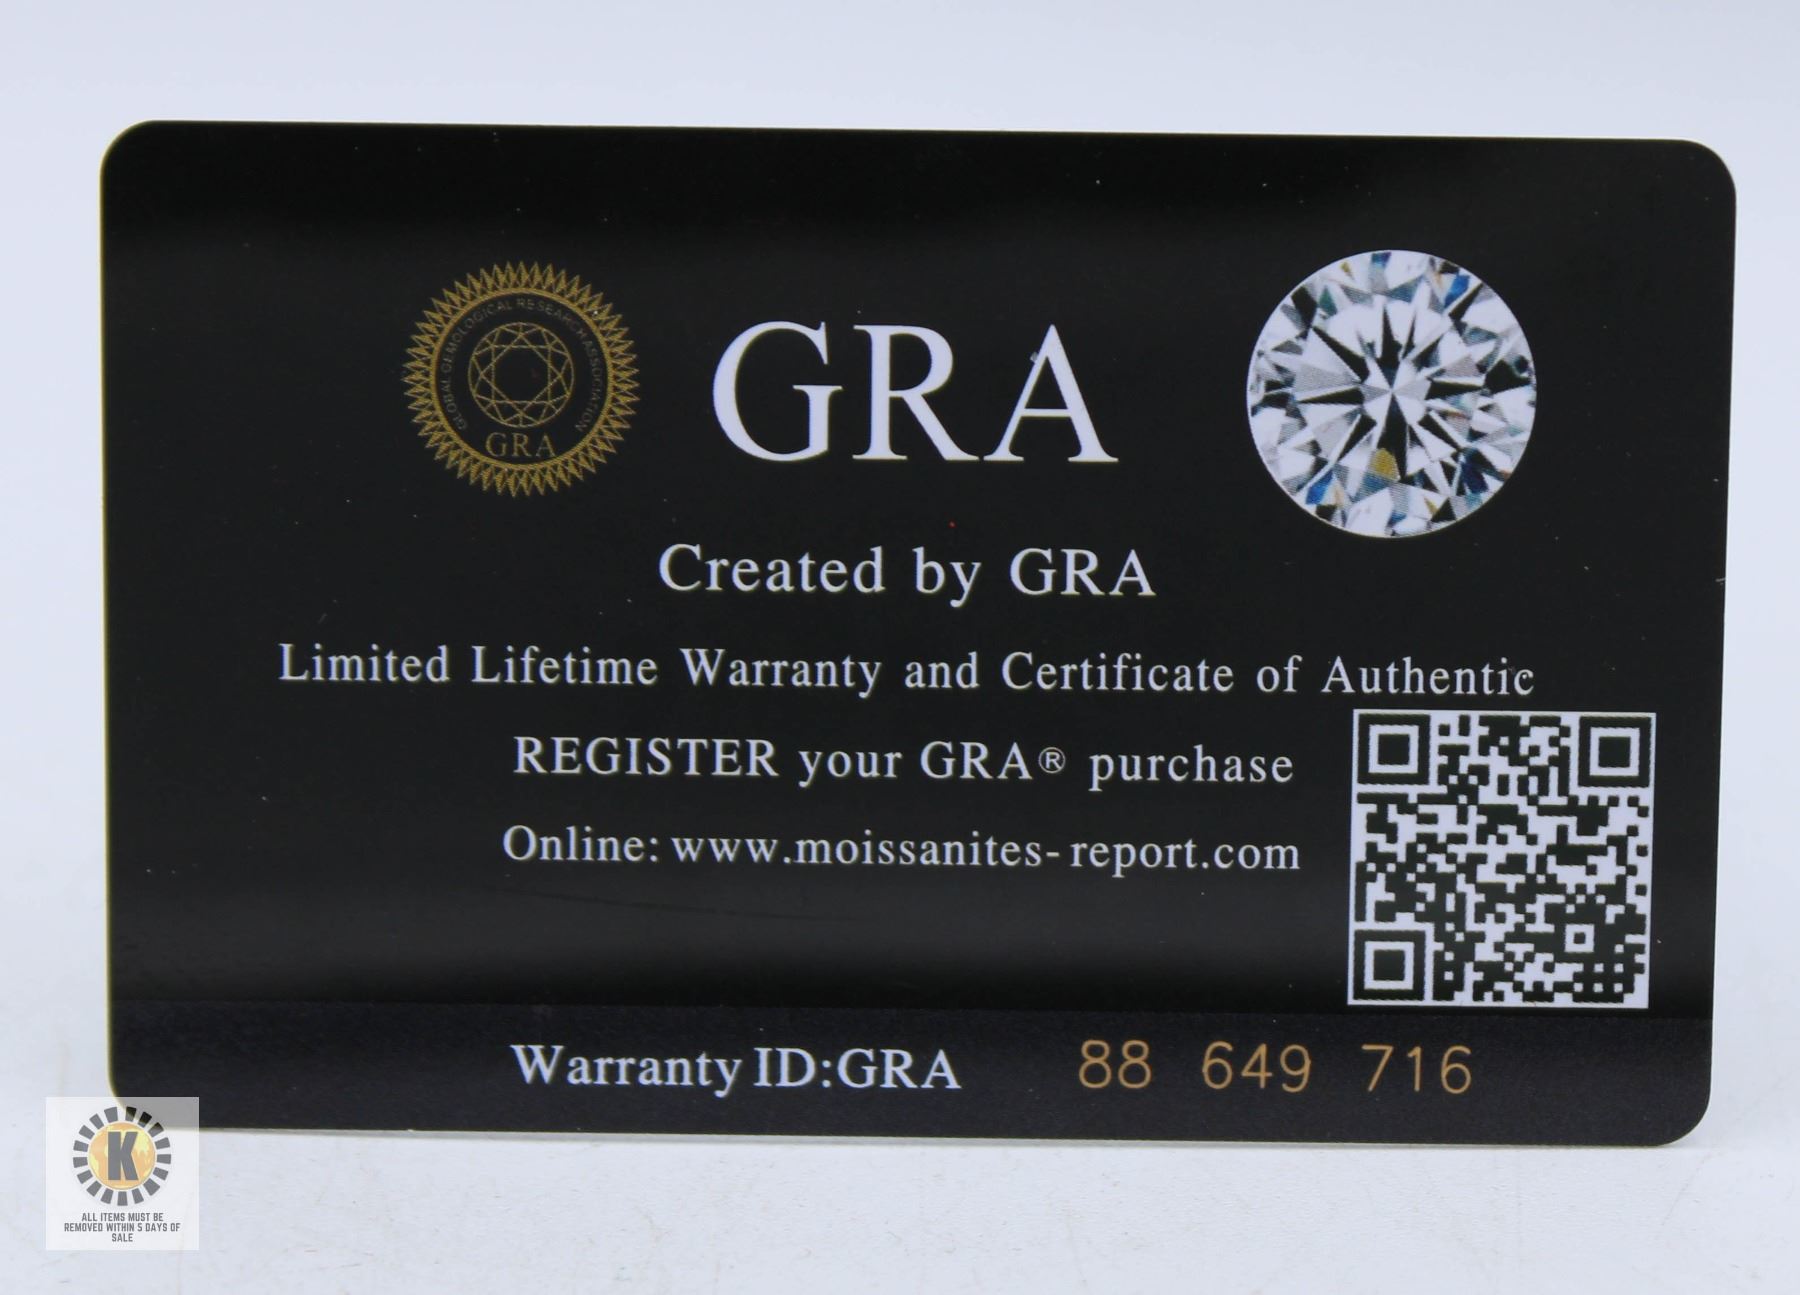 GLOBAL GEMOLOGICAL RESEARCH ASSOCIATION
GRA
GRA
Created by GRA
Limited Lifetime Warranty and Certificate of Authentic
REGISTER your GRA® purchase
Online: www.moissanites-report.com
Warranty ID:GRA 88 649 716
K
ALL ITEMS MUST BE
REMOVED WITHIN 5 DAYS OF
SALE